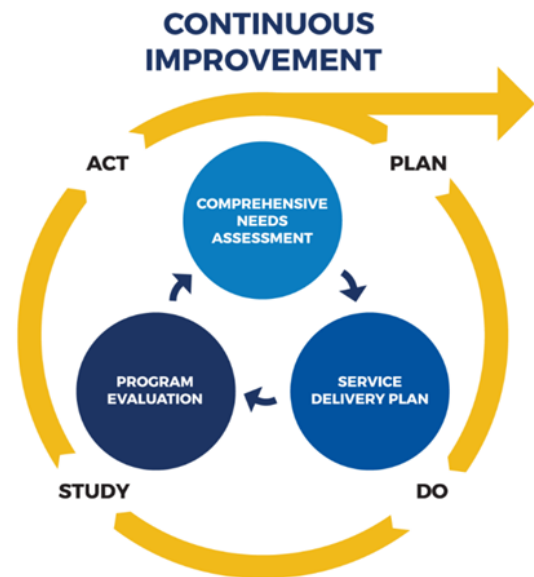 CONTINUOUS
IMPROVEMENT
ACT
PLAN
COMPREHENSIVE
NEEDS
ASSESSMENT
PROGRAM
EVALUATION
SERVICE
DELIVERY PLAN
STUDY
DO